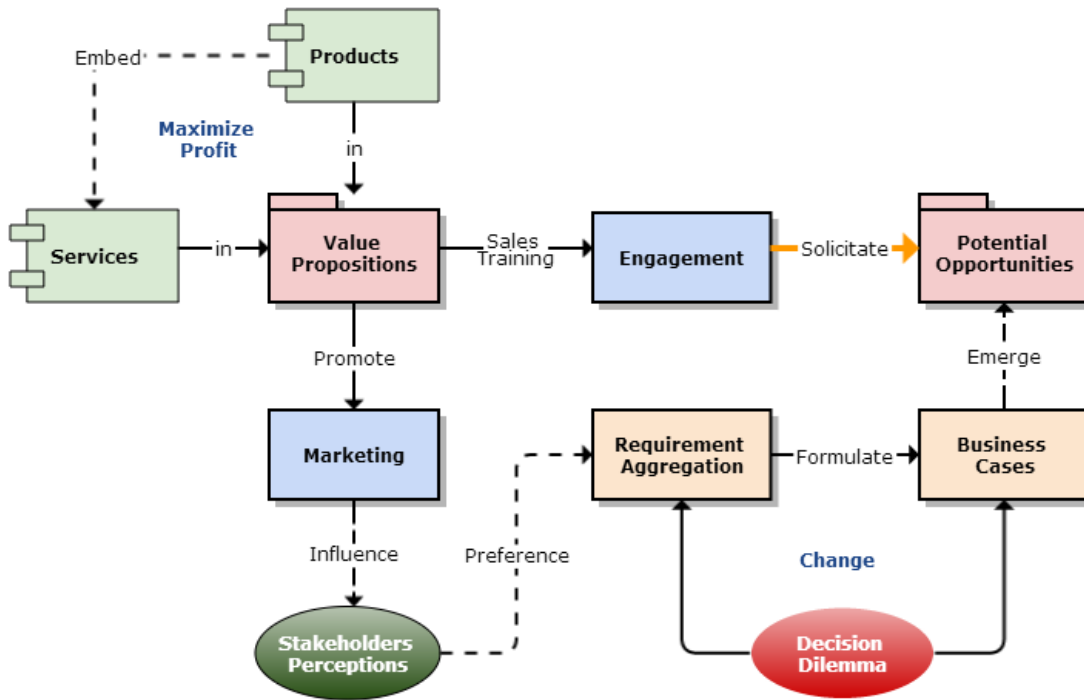 Products
Embed
Maximize
Profit
in
Services
in
Value
Propositions
Sales
Training
Engagement
Solicitate
Potential
Opportunities
Promote
Emerge
Marketing
Requirement
Aggregation
Formulate
Business
Cases
Influence
Preference
Change
Stakeholders
Perceptions
Decision
Dilemma